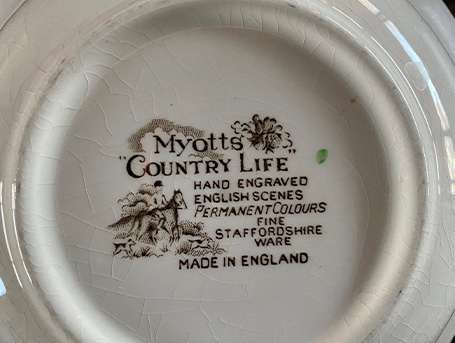 Myotts
"COUNTRY LIFE"
HAND ENGRAVED
ENGLISH SCENES
PERMANENT COLOURS
FINE
STAFFORDSHIRE
WARE
MADE IN ENGLAND